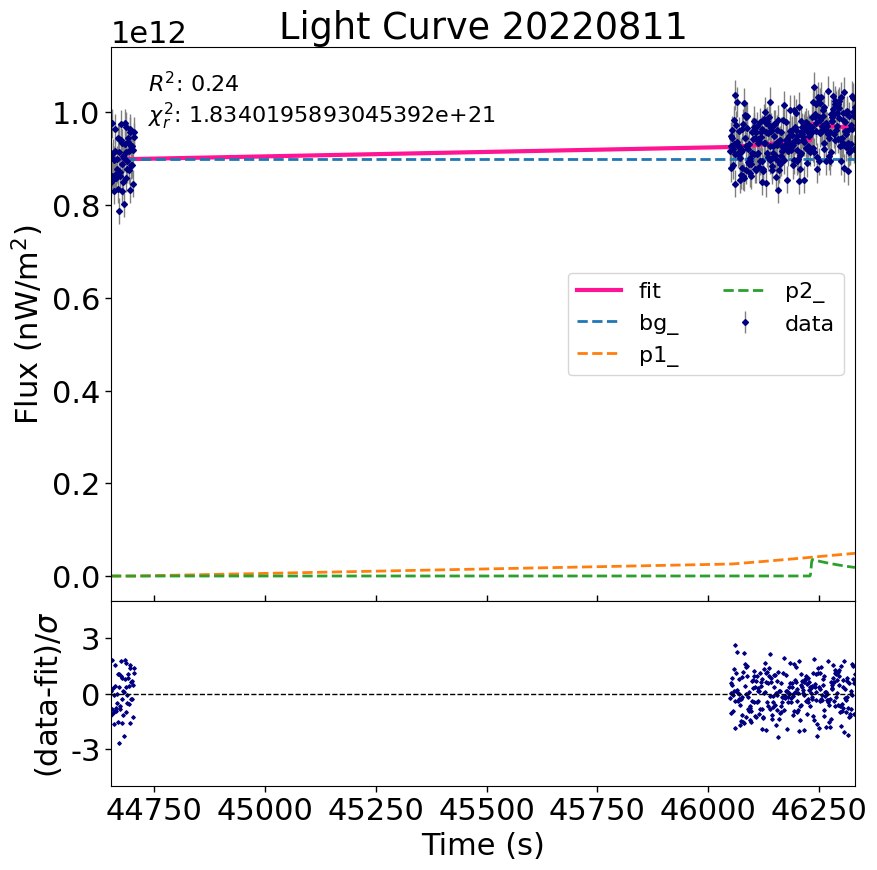 Light Curve 20220811
1e12
R²: 0.24
χ²ᵣ: 1.8340195893045392e+21
1.0
0.8
0.6
0.4
0.2
0.0
Flux (nW/m²)
fit
bg_
p1_
p2_
data
3
0
-3
(data-fit)/σ
44750 45000 45250 45500 45750 46000 46250
Time (s)